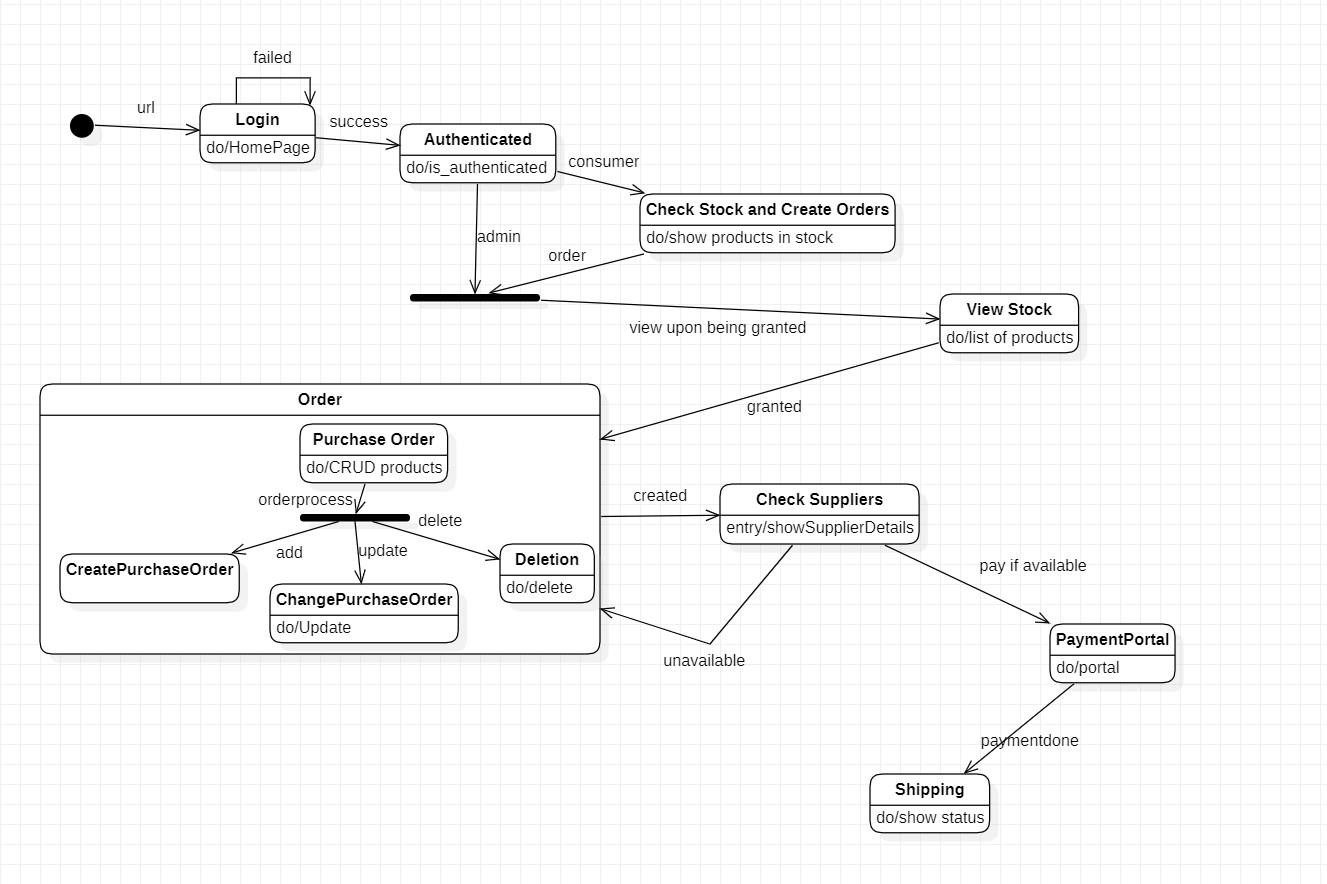 failed
url
Login
do/HomePage
success
Authenticated
do/is_authenticated
consumer
Check Stock and Create Orders
do/show products in stock
admin
order
view upon being granted
View Stock
do/list of products
granted
Order
Purchase Order
do/CRUD products
orderprocess
delete
add
update
CreatePurchaseOrder
ChangePurchaseOrder
do/Update
Deletion
do/delete
created
Check Suppliers
entry/showSupplierDetails
pay if available
unavailable
PaymentPortal
do/portal
paymentdone
Shipping
do/show status